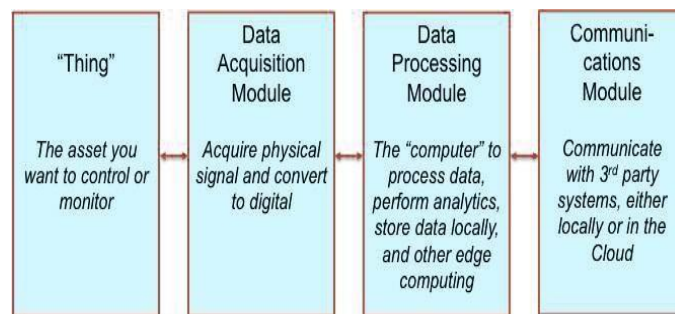 “Thing”
The asset you
want to control or
monitor
Data
Acquisition
Module
Acquire physical
signal and convert
to digital
Data
Processing
Module
The “computer” to
process data,
perform analytics,
store data locally,
and other edge
computing
Communi-
cations
Module
Communicate
with 3rd party
systems, either
locally or in the
Cloud